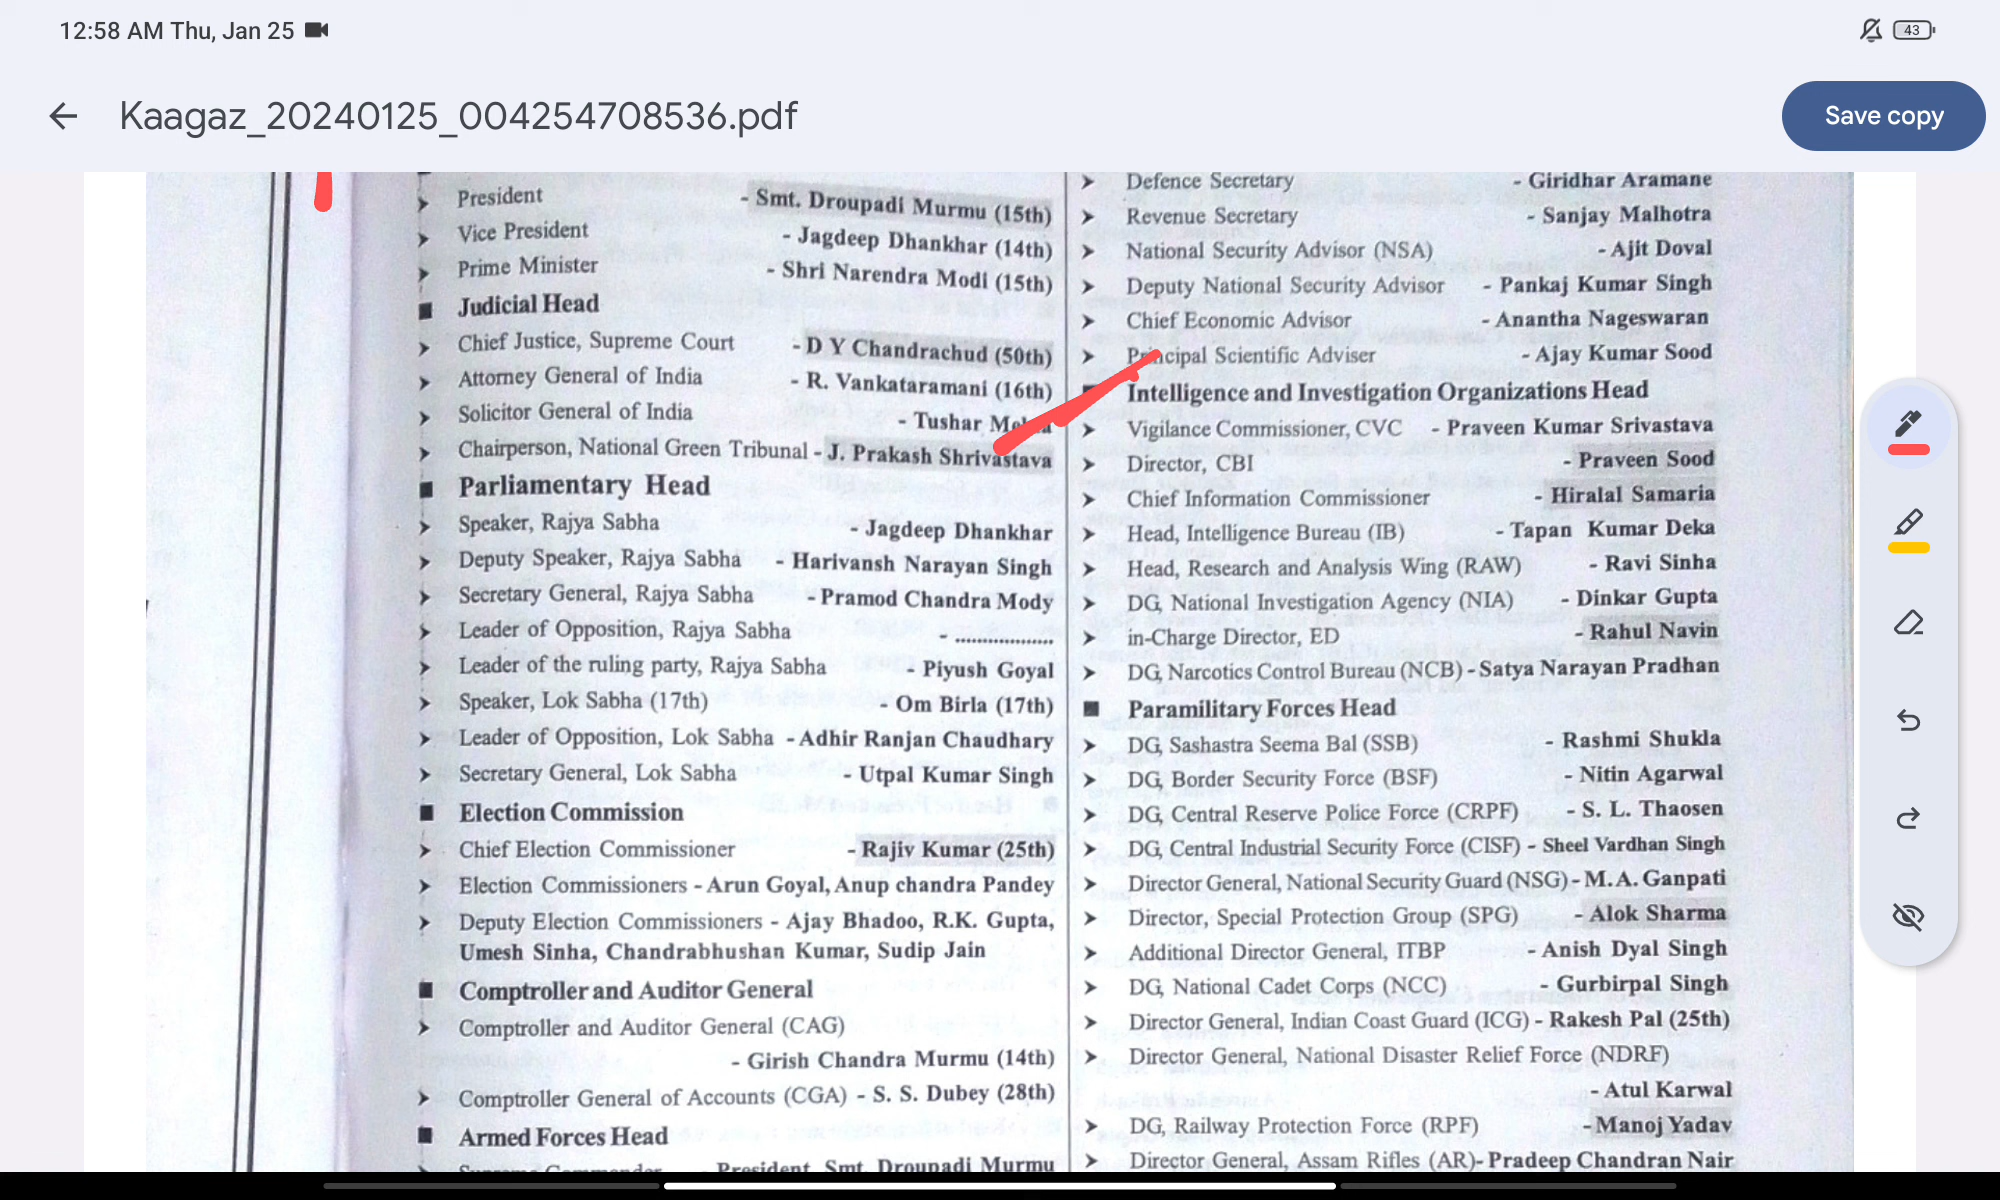 12:58 AM Thu, Jan 25
43
Kaagaz_20240125_004254708536.pdf
Save copy
➤ President - Smt. Droupadi Murmu (15th)
➤ Vice President - Jagdeep Dhankhar (14th)
➤ Prime Minister - Shri Narendra Modi (15th)
■ Judicial Head
➤ Chief Justice, Supreme Court - D Y Chandrachud (50th)
➤ Attorney General of India - R. Vankataramani (16th)
➤ Solicitor General of India - Tushar
➤ Chairperson, National Green Tribunal - J. Prakash Shrivastava
■ Parliamentary Head
➤ Speaker, Rajya Sabha - Jagdeep Dhankhar
➤ Deputy Speaker, Rajya Sabha - Harivansh Narayan Singh
➤ Secretary General, Rajya Sabha - Pramod Chandra Mody
➤ Leader of Opposition, Rajya Sabha - ..................
➤ Leader of the ruling party, Rajya Sabha - Piyush Goyal
➤ Speaker, Lok Sabha (17th) - Om Birla (17th)
➤ Leader of Opposition, Lok Sabha - Adhir Ranjan Chaudhary
➤ Secretary General, Lok Sabha - Utpal Kumar Singh
■ Election Commission
➤ Chief Election Commissioner - Rajiv Kumar (25th)
➤ Election Commissioners - Arun Goyal, Anup chandra Pandey
➤ Deputy Election Commissioners - Ajay Bhadoo, R.K. Gupta,
Umesh Sinha, Chandrabhushan Kumar, Sudip Jain
■ Comptroller and Auditor General
➤ Comptroller and Auditor General (CAG)
- Girish Chandra Murmu (14th)
➤ Comptroller General of Accounts (CGA) - S. S. Dubey (28th)
■ Armed Forces Head
President, Smt. Droupadi Murmu
➤ Defence Secretary - Giridhar Aramane
➤ Revenue Secretary - Sanjay Malhotra
➤ National Security Advisor (NSA) - Ajit Doval
➤ Deputy National Security Advisor - Pankaj Kumar Singh
➤ Chief Economic Advisor - Anantha Nageswaran
➤ Principal Scientific Adviser - Ajay Kumar Sood
■ Intelligence and Investigation Organizations Head
➤ Vigilance Commissioner, CVC - Praveen Kumar Srivastava
➤ Director, CBI - Praveen Sood
➤ Chief Information Commissioner - Hiralal Samaria
➤ Head, Intelligence Bureau (IB) - Tapan Kumar Deka
➤ Head, Research and Analysis Wing (RAW) - Ravi Sinha
➤ DG, National Investigation Agency (NIA) - Dinkar Gupta
➤ in-Charge Director, ED - Rahul Navin
➤ DG, Narcotics Control Bureau (NCB) - Satya Narayan Pradhan
■ Paramilitary Forces Head
➤ DG, Sashastra Seema Bal (SSB) - Rashmi Shukla
➤ DG, Border Security Force (BSF) - Nitin Agarwal
➤ DG, Central Reserve Police Force (CRPF) - S. L. Thaosen
➤ DG, Central Industrial Security Force (CISF) - Sheel Vardhan Singh
➤ Director General, National Security Guard (NSG) - M. A. Ganpati
➤ Director, Special Protection Group (SPG) - Alok Sharma
➤ Additional Director General, ITBP - Anish Dyal Singh
➤ DG, National Cadet Corps (NCC) - Gurbirpal Singh
➤ Director General, Indian Coast Guard (ICG) - Rakesh Pal (25th)
➤ Director General, National Disaster Relief Force (NDRF)
- Atul Karwal
➤ DG, Railway Protection Force (RPF) - Manoj Yadav
➤ Director General, Assam Rifles (AR)- Pradeep Chandran Nair